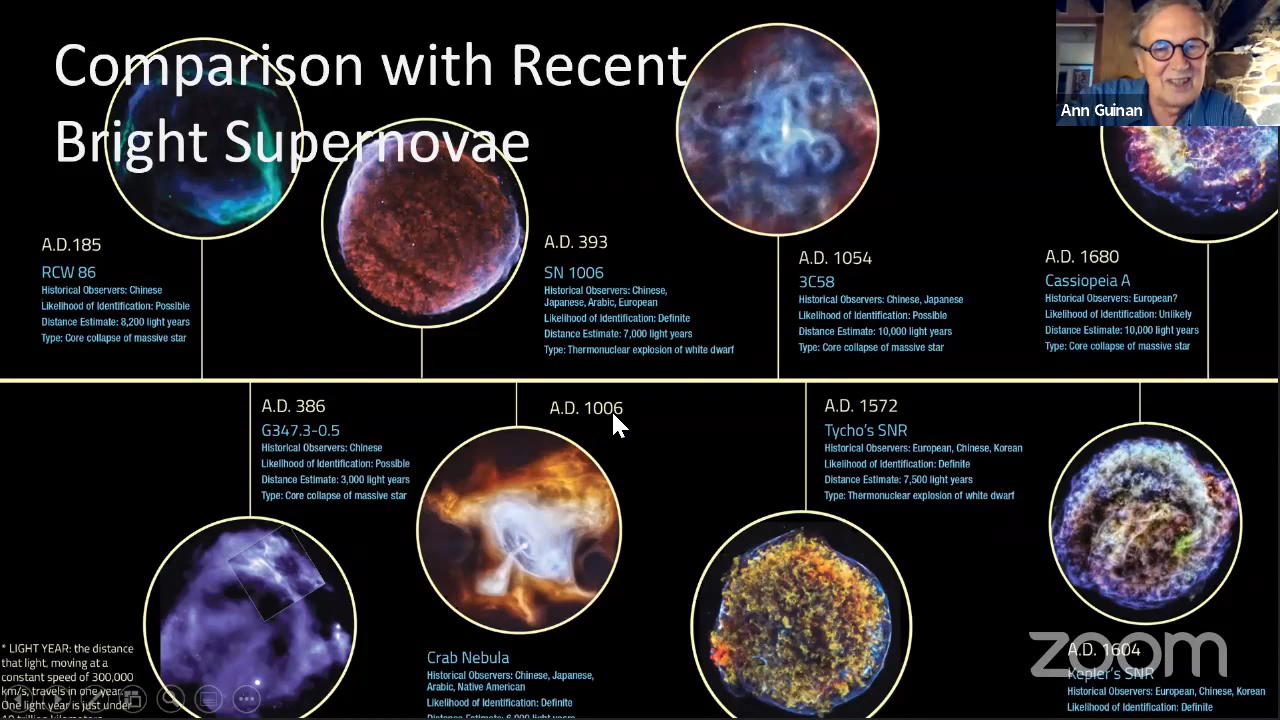 Comparison with Recent
Bright Supernovae
Ann Guinan
A.D.185
RCW 86
Historical Observers: Chinese
Likelihood of Identification: Possible
Distance Estimate: 8,200 light years
Type: Core collapse of massive star
A.D. 393
SN 1006
Historical Observers: Chinese,
Japanese, Arabic, European
Likelihood of Identification: Definite
Distance Estimate: 7,000 light years
Type: Thermonuclear explosion of white dwarf
A.D. 1054
3C58
Historical Observers: Chinese, Japanese
Likelihood of Identification: Possible
Distance Estimate: 10,000 light years
Type: Core collapse of massive star
A.D. 1680
Cassiopeia A
Historical Observers: European?
Likelihood of Identification: Unlikely
Distance Estimate: 10,000 light years
Type: Core collapse of massive star
A.D. 386
G347.3-0.5
Historical Observers: Chinese
Likelihood of Identification: Possible
Distance Estimate: 3,000 light years
Type: Core collapse of massive star
A.D. 1006
Crab Nebula
Historical Observers: Chinese, Japanese,
Arabic, Native American
Likelihood of Identification: Definite
Distance Estimate: 6,000 light years
A.D. 1572
Tycho's SNR
Historical Observers: European, Chinese, Korean
Likelihood of Identification: Definite
Distance Estimate: 7,500 light years
Type: Thermonuclear explosion of white dwarf
A.D. 1604
Kepler's SNR
Historical Observers: European, Chinese, Korean
Likelihood of Identification: Definite
zoom
* LIGHT YEAR: the distance
that light, moving at a
constant speed of 300,000
km/s, travels in one year.
One light year is just under
10 trillion kilometers